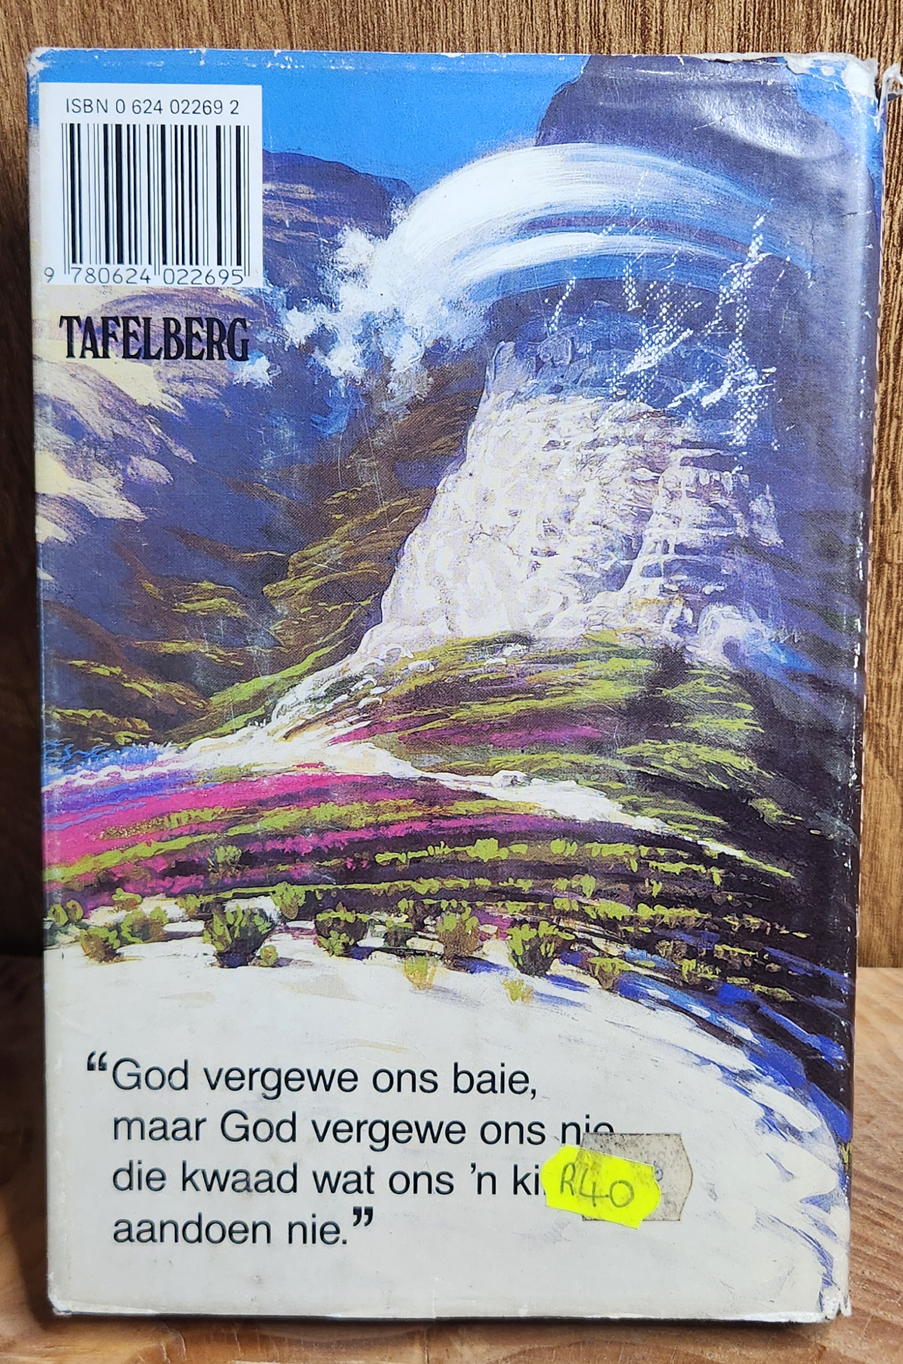 ISBN 0 624 02269 2
9 780624 022695
TAFELBERG
“God vergewe ons baie,
maar God vergewe ons nie
die kwaad wat ons 'n
R40
aandoen nie.”